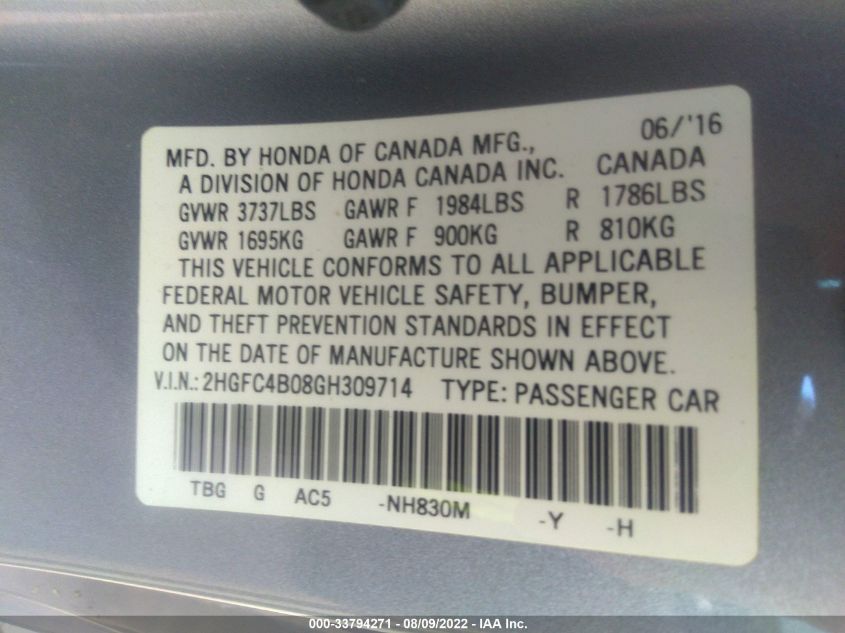 06/'16
MFD. BY HONDA OF CANADA MFG.,
A DIVISION OF HONDA CANADA INC. CANADA
GVWR 3737LBS GAWR F 1984LBS R 1786LBS
GVWR 1695KG GAWR F 900KG R 810KG
THIS VEHICLE CONFORMS TO ALL APPLICABLE
FEDERAL MOTOR VEHICLE SAFETY, BUMPER,
AND THEFT PREVENTION STANDARDS IN EFFECT
ON THE DATE OF MANUFACTURE SHOWN ABOVE.
V.I.N.: 2HGFC4B08GH309714 TYPE: PASSENGER CAR
TBG G AC5 -NH830M -Y -H
000-33794271 - 08/09/2022 - IAA Inc.